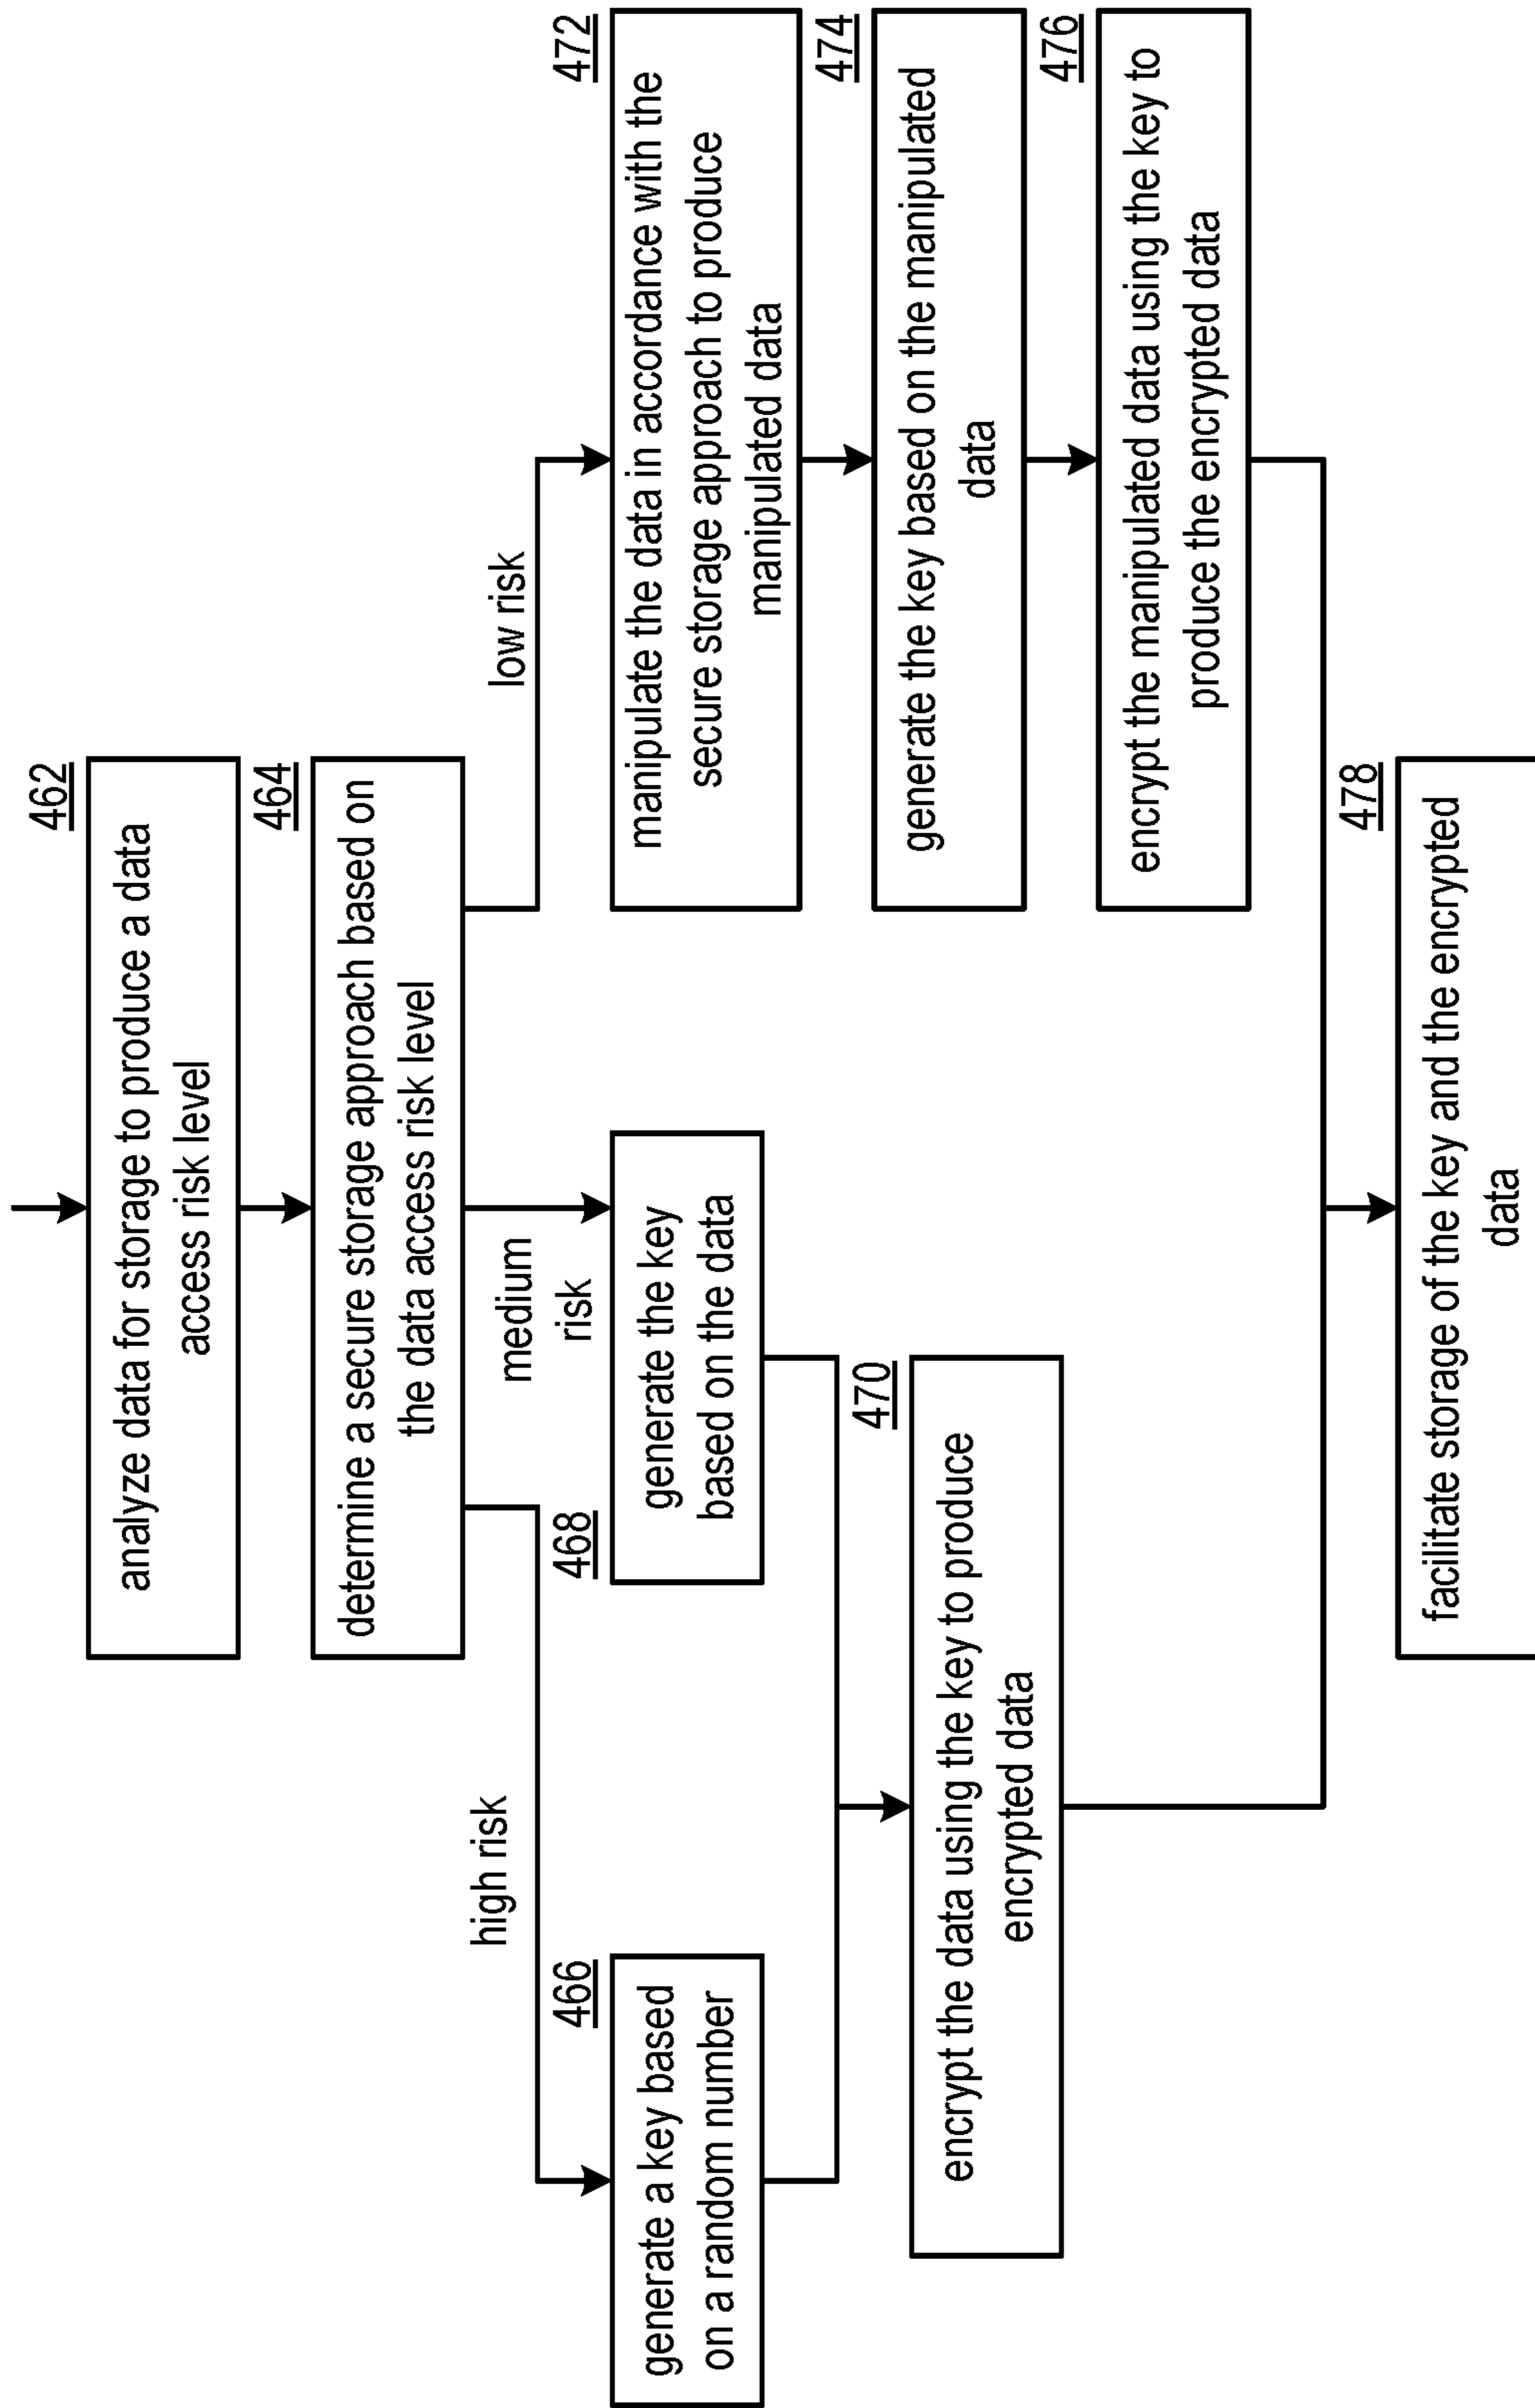 462
analyze data for storage to produce a data
access risk level
464
determine a secure storage approach based on
the data access risk level
high risk
medium
risk
low risk
466
generate a key based
on a random number
468
generate the key
based on the data
470
encrypt the data using the key to produce
encrypted data
472
manipulate the data in accordance with the
secure storage approach to produce
manipulated data
474
generate the key based on the manipulated
data
476
encrypt the manipulated data using the key to
produce the encrypted data
478
facilitate storage of the key and the encrypted
data